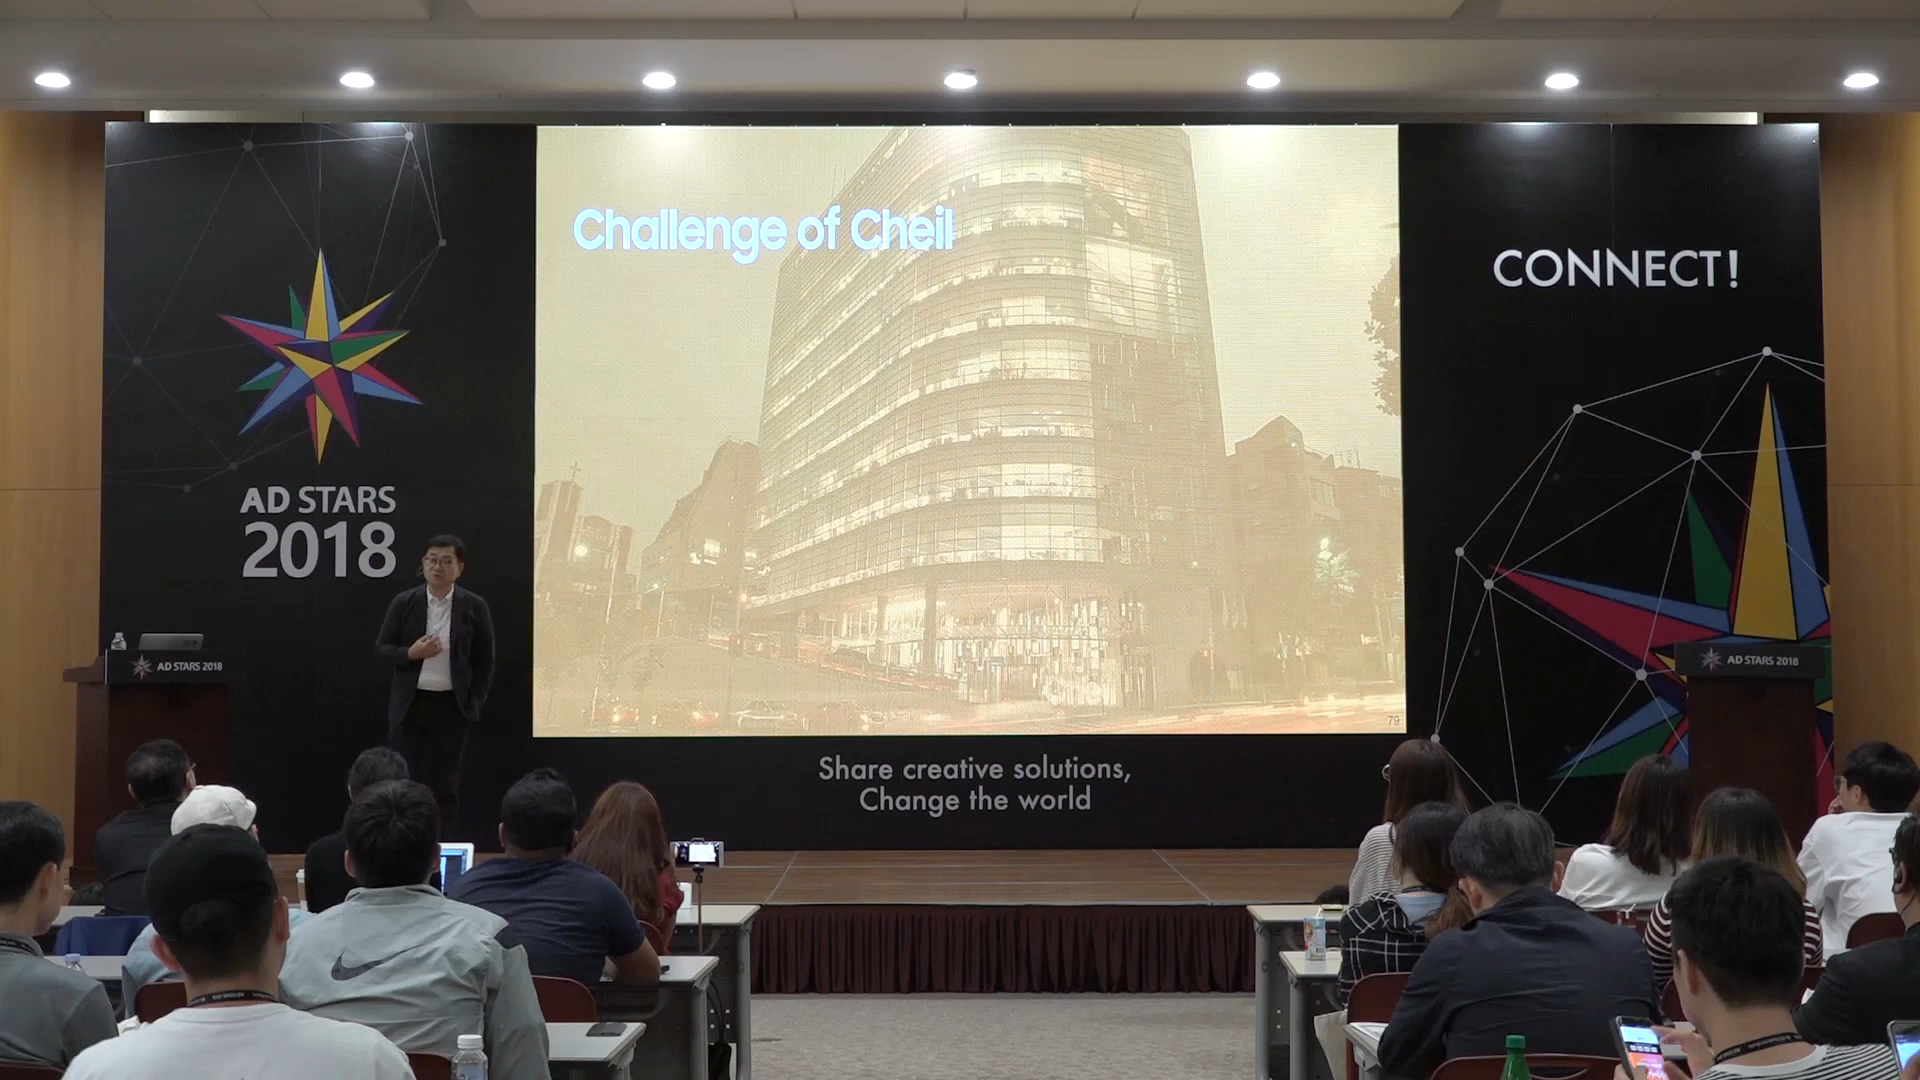 Challenge of Cheil
79
AD STARS
2018
CONNECT!
Share creative solutions,
Change the world
AD STARS 2018
AD STARS 2018